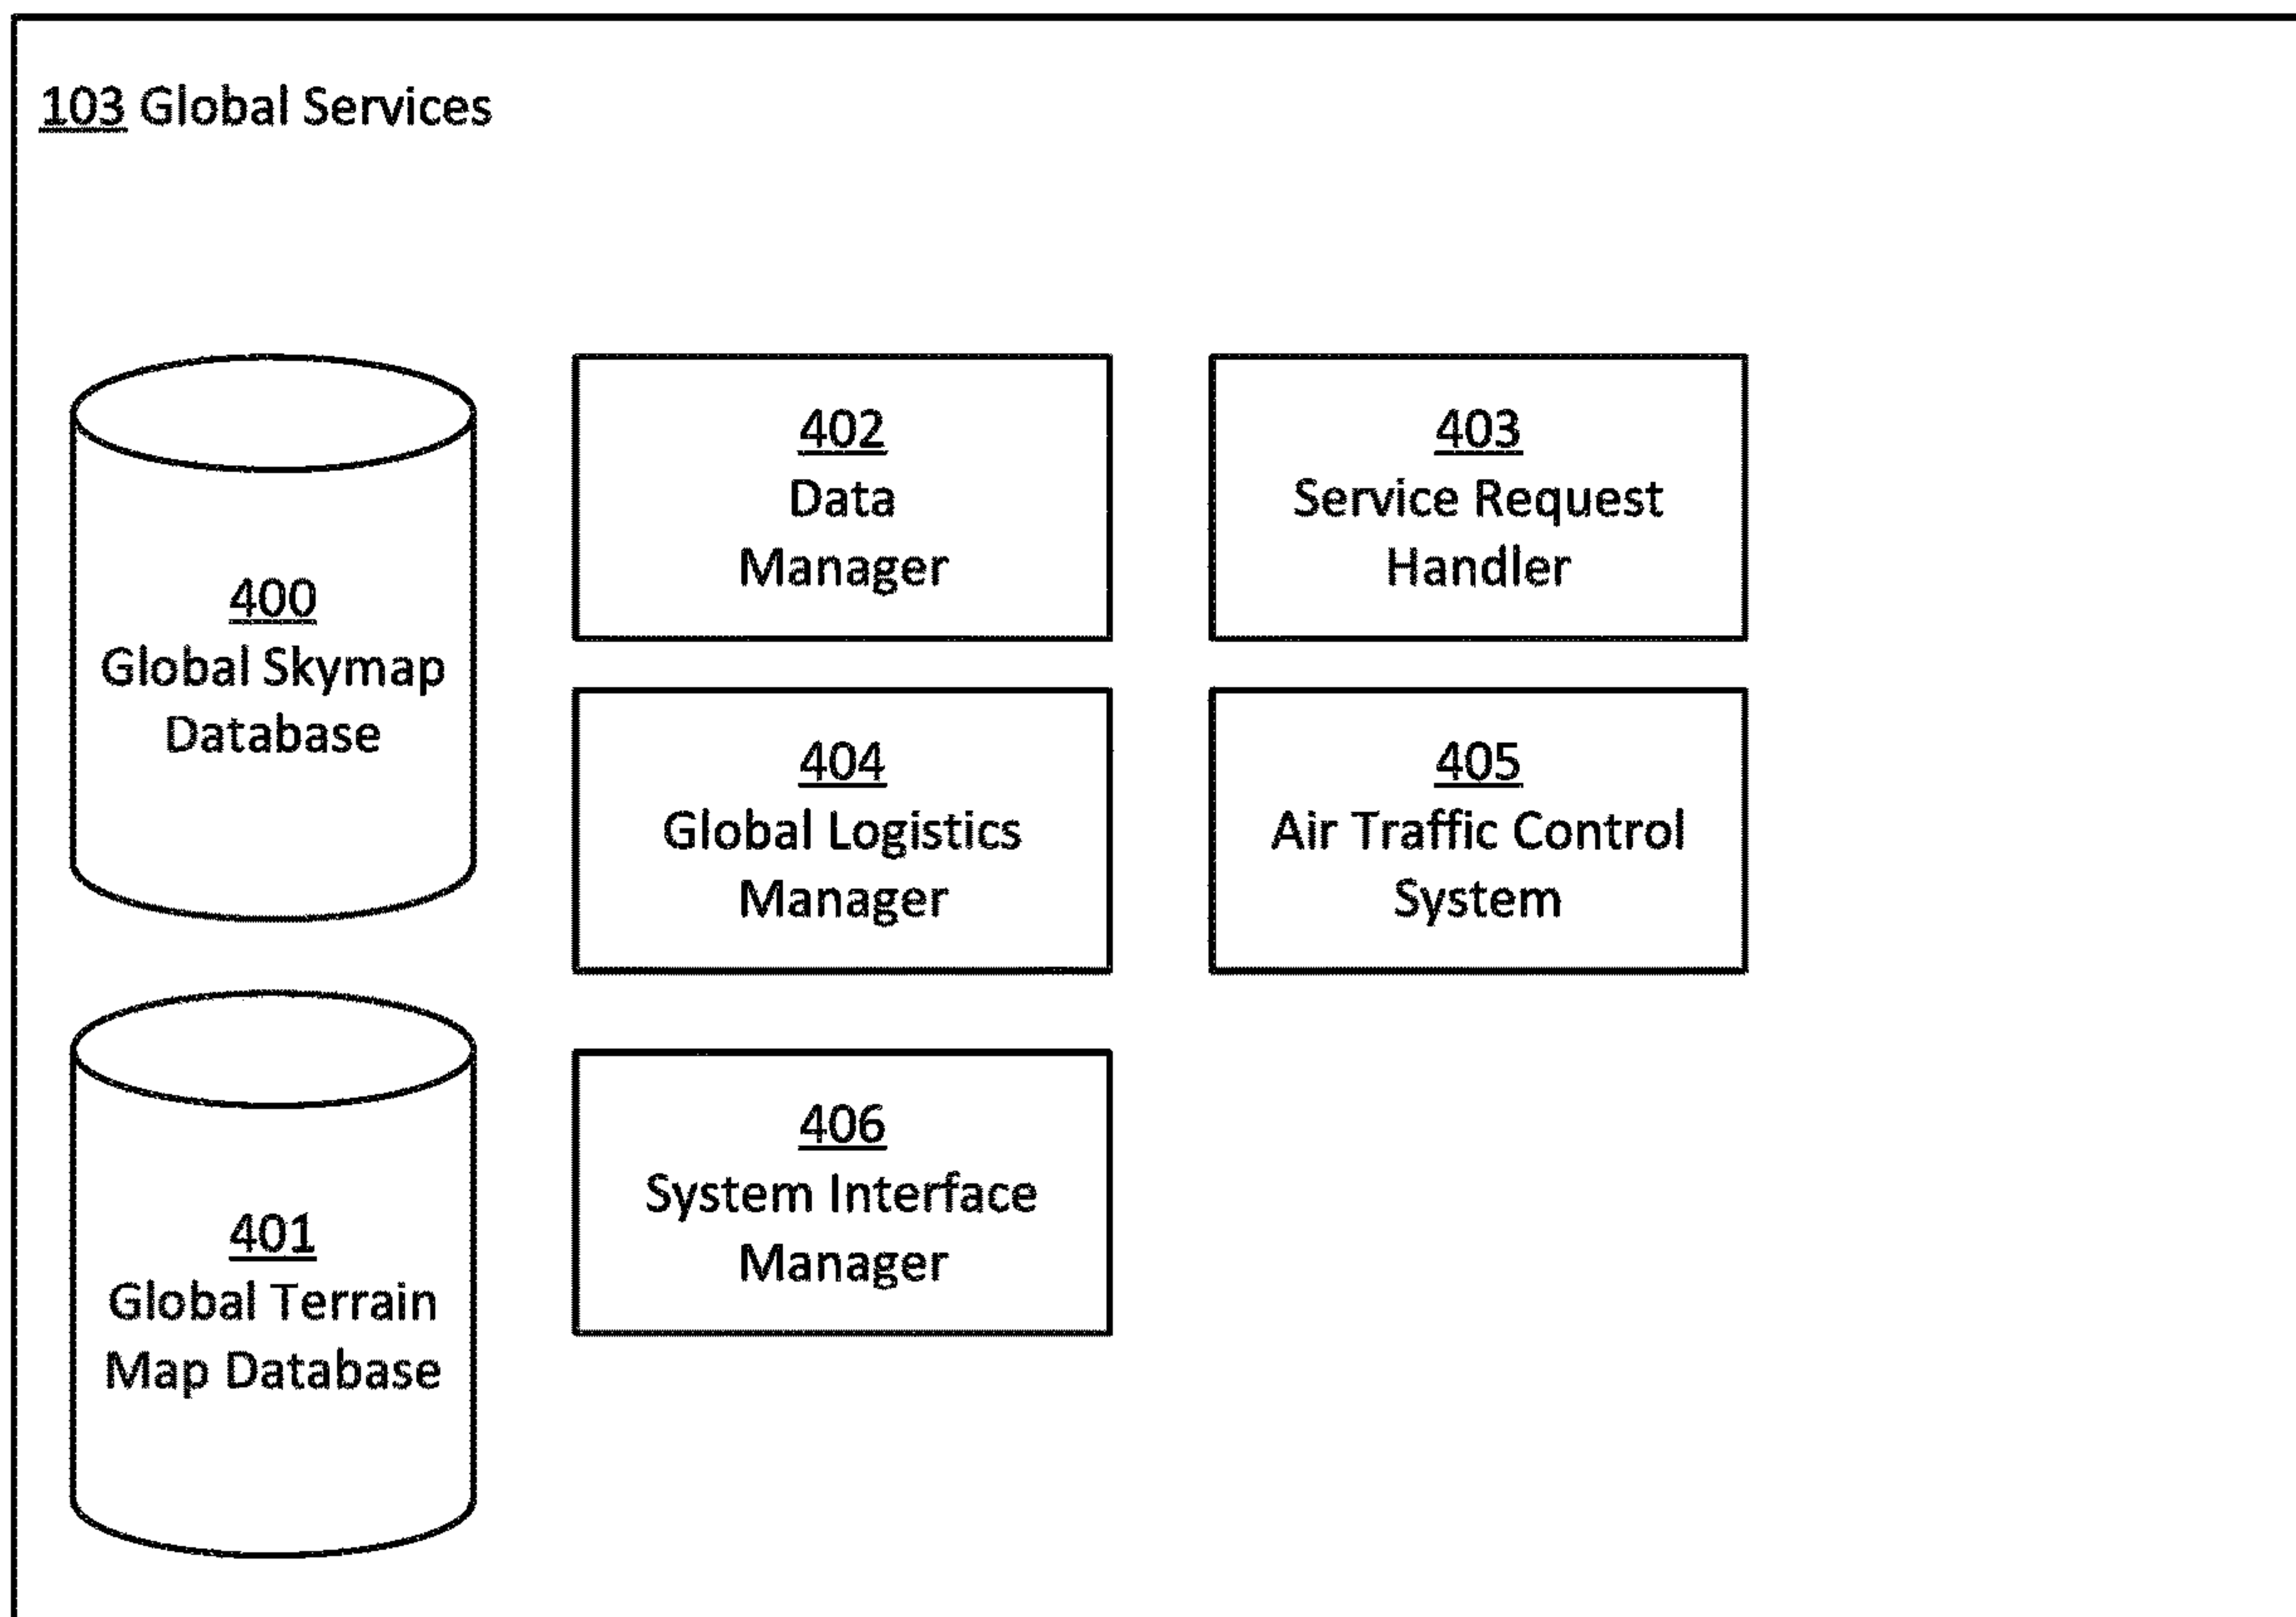 103 Global Services
400
Global Skymap
Database
402
Data
Manager
403
Service Request
Handler
404
Global Logistics
Manager
405
Air Traffic Control
System
401
Global Terrain
Map Database
406
System Interface
Manager